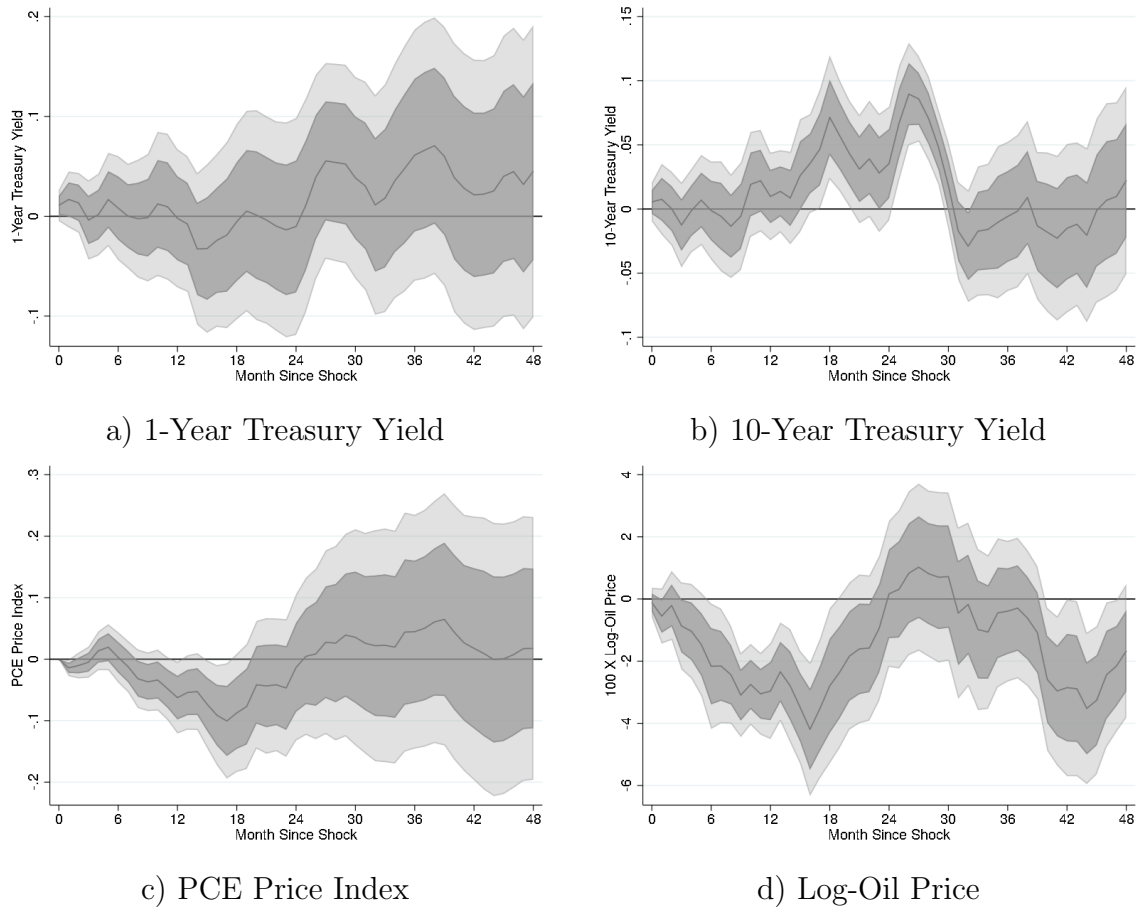 .2
.1
0
-.1
1-Year Treasury Yield
0 6 12 18 24 30 36 42 48
Month Since Shock
a) 1-Year Treasury Yield
.15
.1
.05
0
-.05
-.1
10-Year Treasury Yield
0 6 12 18 24 30 36 42 48
Month Since Shock
b) 10-Year Treasury Yield
.3
.2
.1
0
-.1
-.2
PCE Price Index
0 6 12 18 24 30 36 42 48
Month Since Shock
c) PCE Price Index
4
2
0
-2
-4
-6
100 X Log-Oil Price
0 6 12 18 24 30 36 42 48
Month Since Shock
d) Log-Oil Price